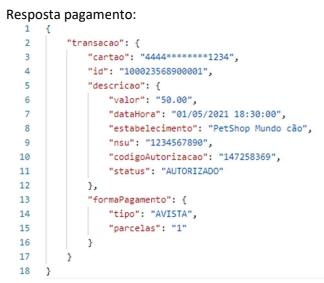 Resposta pagamento:
1 {
2 "transacao": {
3 "cartao": "4444********1234",
4 "id": "100023568900001",
5 "descricao": {
6 "valor": "50.00",
7 "dataHora": "01/05/2021 18:30:00",
8 "estabelecimento": "PetShop Mundo cão",
9 "nsu": "1234567890",
10 "codigoAutorizacao": "147258369",
11 "status": "AUTORIZADO"
12 },
13 "formaPagamento": {
14 "tipo": "AVISTA",
15 "parcelas": "1"
16 }
17 }
18 }